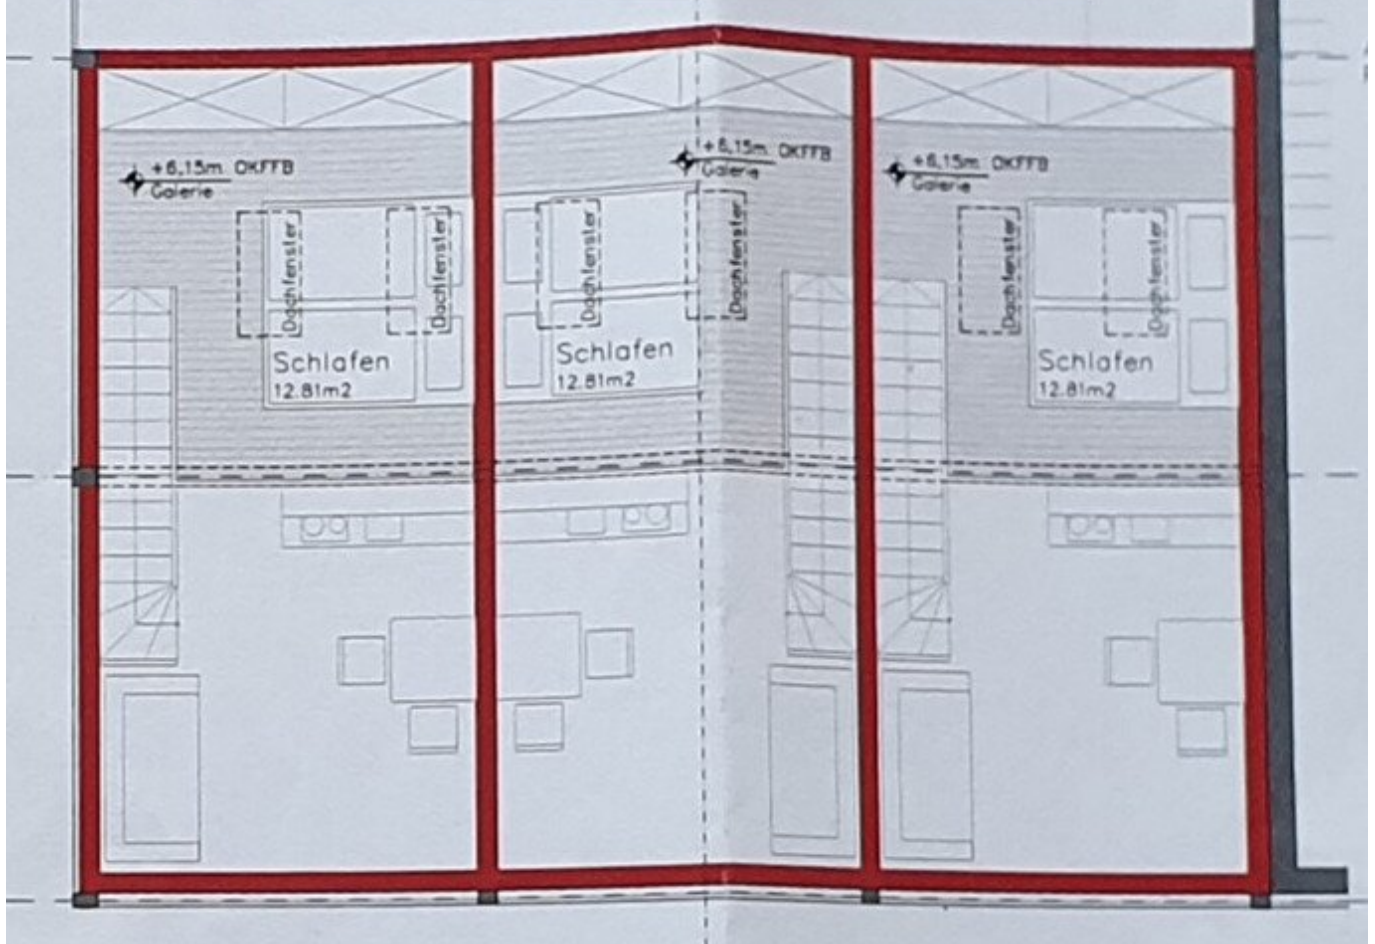 +6,15m OKFFB
Galerie
+6,15m OKFFB
Galerie
+6,15m OKFFB
Galerie
Dachfenster
Dachfenster
Dachfenster
Dachfenster
Dachfenster
Dachfenster
Schlafen
12.81m2
Schlafen
12.81m2
Schlafen
12.81m2